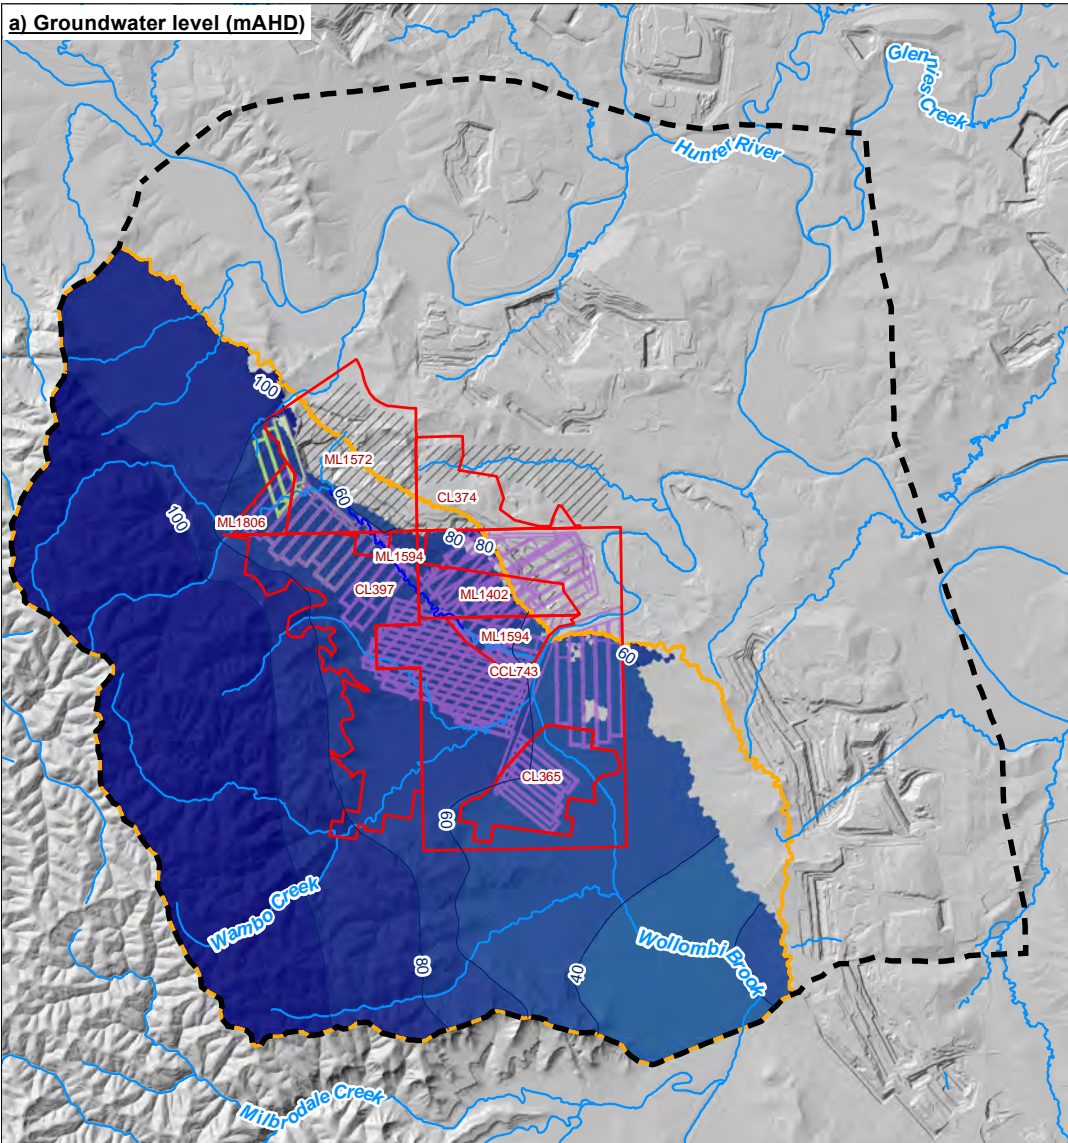 a) Groundwater level (mAHD)
Glennies Creek
Hunter River
100
ML1572
60
CL374
100
ML1806
80
80
ML1594
CL397
ML1402
ML1594
60
CCL743
CL365
60
Wambo Creek
80
40
Wollombi Brook
Milbrodale Creek